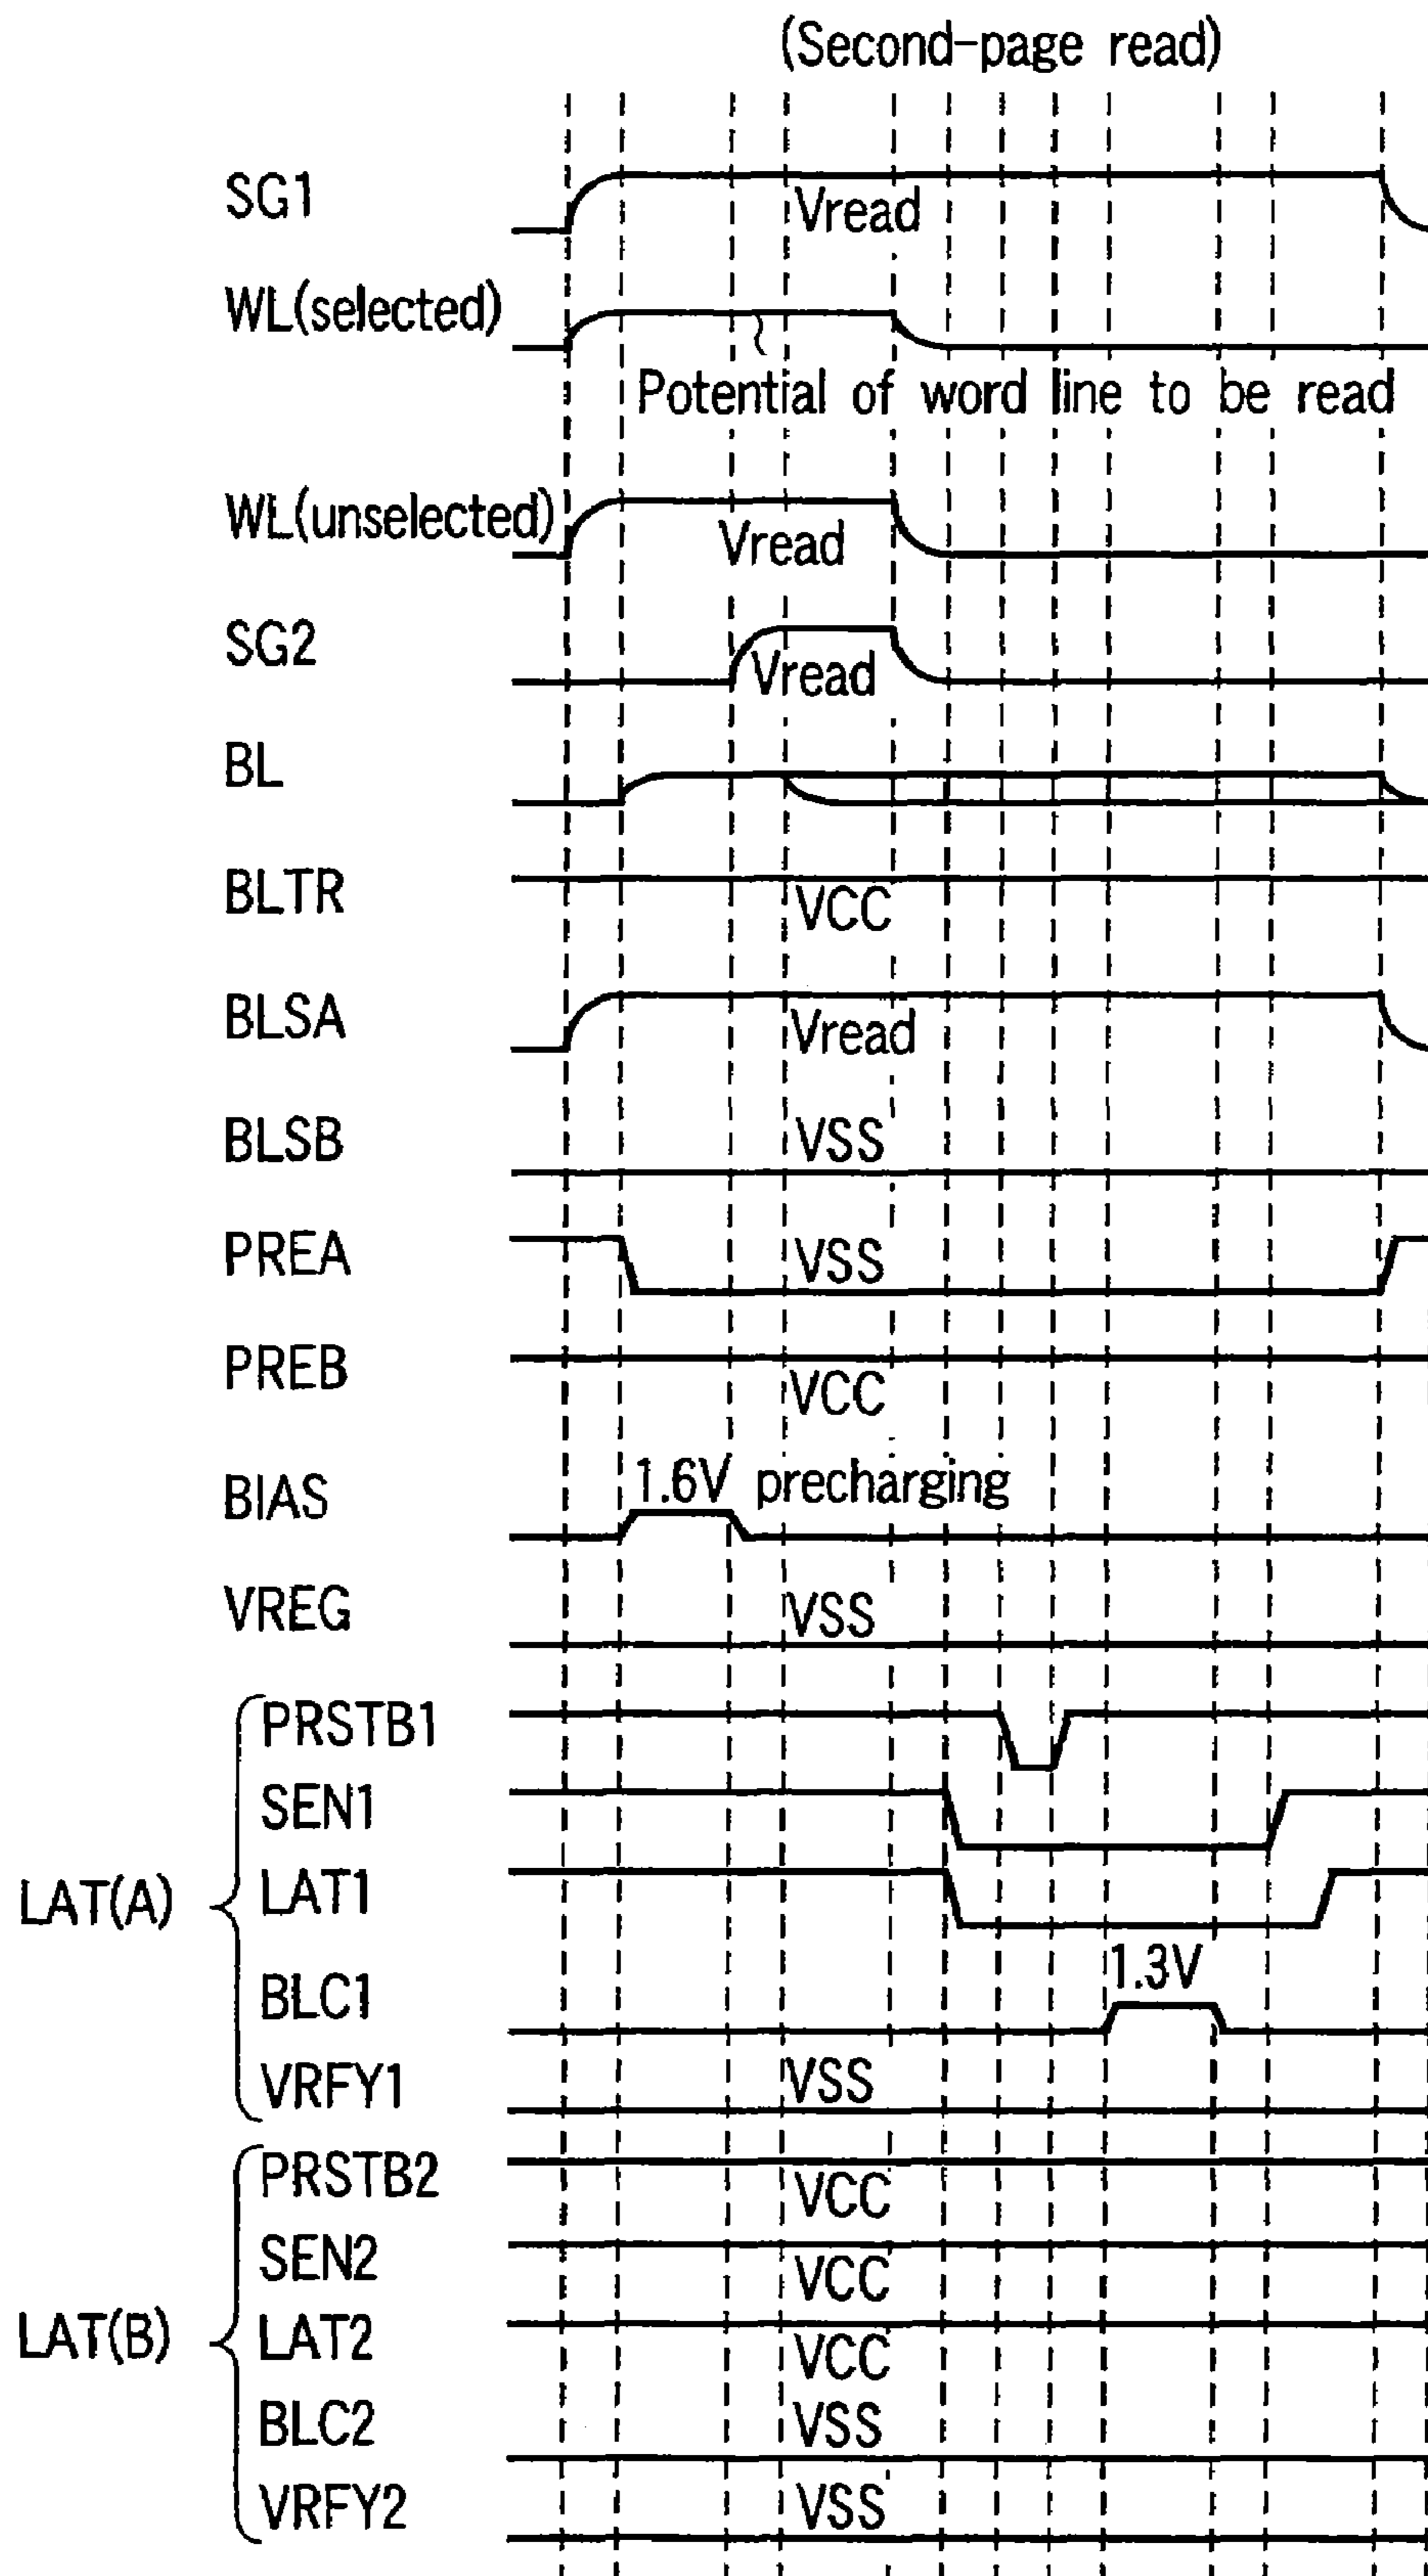 (Second-page read)
SG1
Vread
WL(selected)
Potential of word line to be read
WL(unselected)
Vread
SG2
Vread
BL
BLTR
VCC
BLSA
Vread
BLSB
VSS
PREA
VSS
PREB
VCC
BIAS
1.6V precharging
VREG
VSS
LAT(A)
PRSTB1
SEN1
LAT1
BLC1
1.3V
VRFY1
VSS
LAT(B)
PRSTB2
VCC
SEN2
VCC
LAT2
VCC
BLC2
VSS
VRFY2
VSS